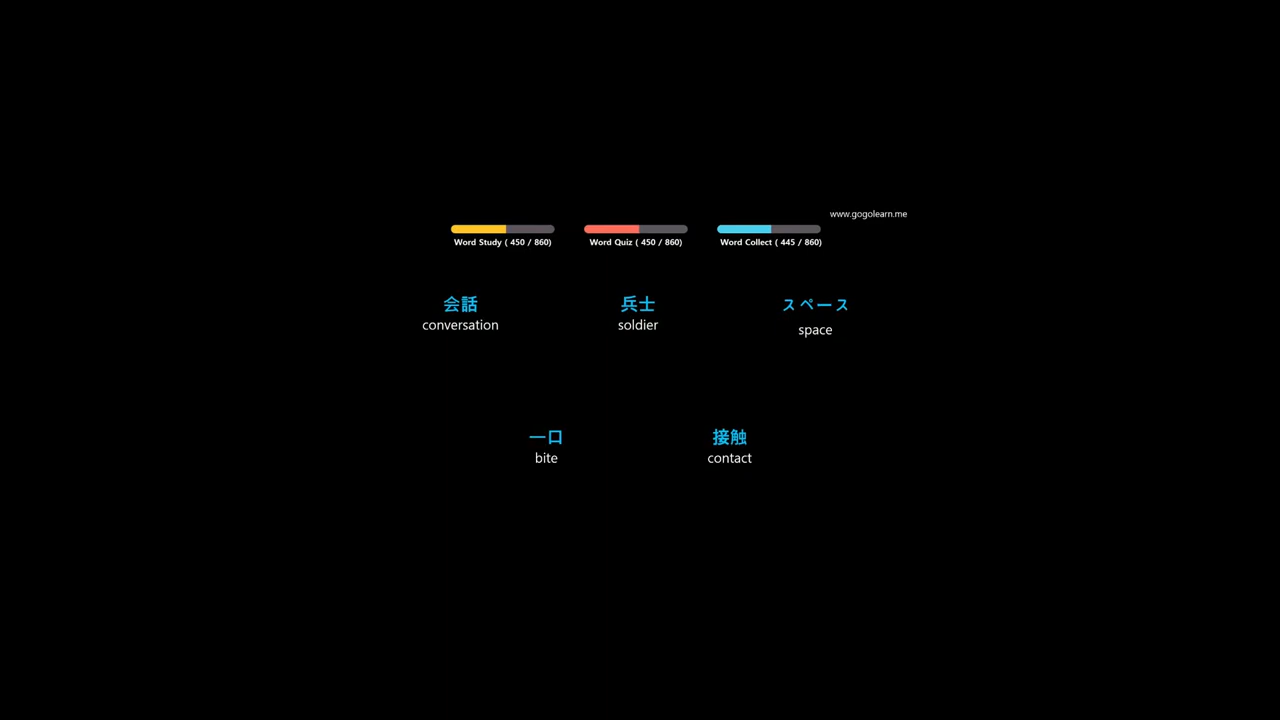 www.gogolearn.me
Word Study ( 450 / 860) Word Quiz ( 450 / 860) Word Collect ( 445 / 860)
会話 兵士 スペース
conversation soldier space
一口 接触
bite contact